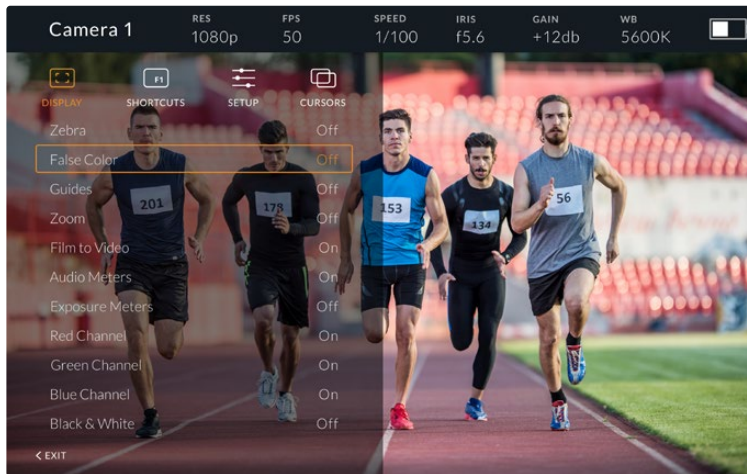 Camera 1
RES FPS SPEED IRIS GAIN WB
1080p 50 1/100 f5.6 +12db 5600K
F1
DISPLAY SHORTCUTS SETUP CURSORS
Zebra Off
False Color Off
Guides Off
Zoom Off
Film to Video On
Audio Meters On
Exposure Meters Off
Red Channel On
Green Channel On
Blue Channel On
Black & White Off
< EXIT
201
178
153
134
56